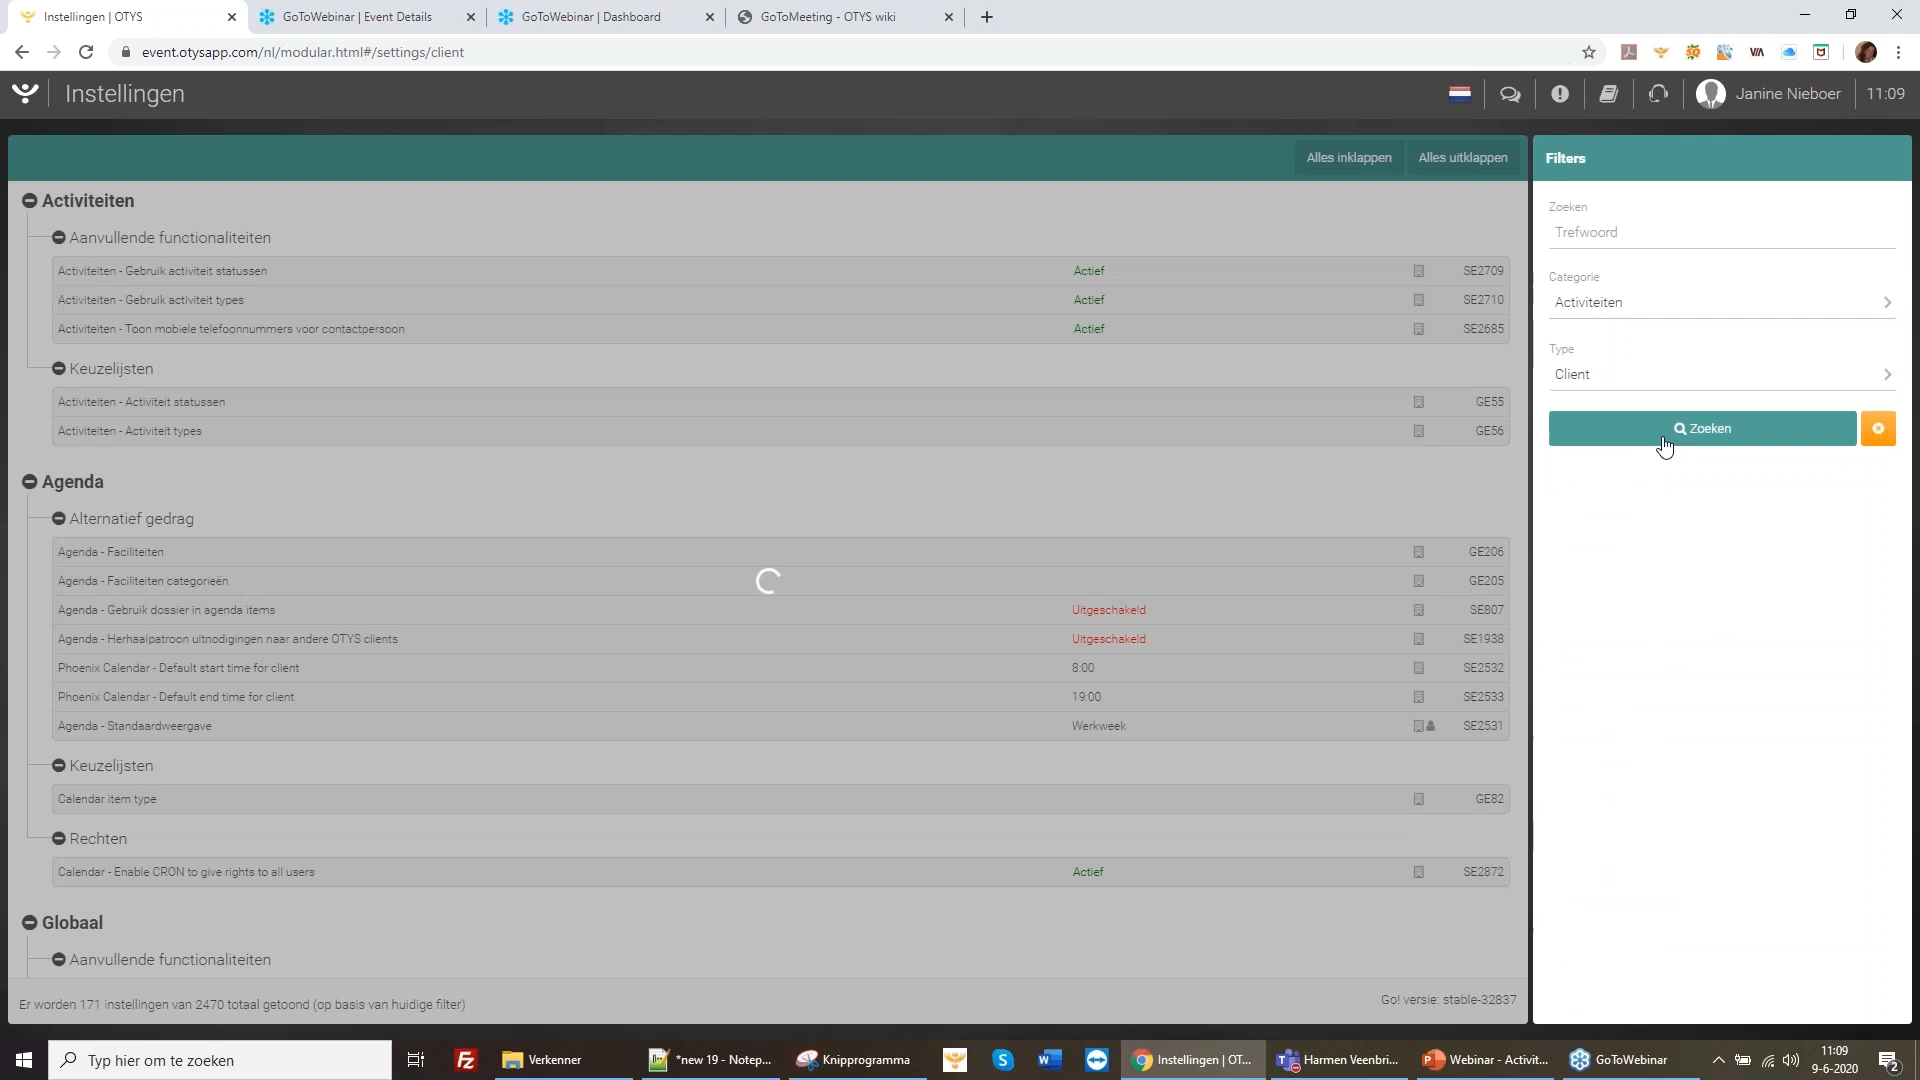 Instellingen | OTYS
GoToWebinar | Event Details
GoToWebinar | Dashboard
GoToMeeting - OTYS wiki
event.otysapp.com/nl/modular.html#/settings/client
VIA
Instellingen
Janine Nieboer
11:09
Alles inklappen
Alles uitklappen
Activiteiten
Aanvullende functionaliteiten
Activiteiten - Gebruik activiteit statussen Actief SE2709
Activiteiten - Gebruik activiteit types Actief SE2710
Activiteiten - Toon mobiele telefoonnummers voor contactpersoon Actief SE2685
Keuzelijsten
Activiteiten - Activiteit statussen GE55
Activiteiten - Activiteit types GE56
Agenda
Alternatief gedrag
Agenda - Faciliteiten GE206
Agenda - Faciliteiten categorieën GE205
Agenda - Gebruik dossier in agenda items Uitgeschakeld SE807
Agenda - Herhaalpatroon uitnodigingen naar andere OTYS clients Uitgeschakeld SE1938
Phoenix Calendar - Default start time for client 8:00 SE2532
Phoenix Calendar - Default end time for client 19:00 SE2533
Agenda - Standaardweergave Werkweek SE2531
Keuzelijsten
Calendar item type GE82
Rechten
Calendar - Enable CRON to give rights to all users Actief SE2872
Globaal
Aanvullende functionaliteiten
Er worden 171 instellingen van 2470 totaal getoond (op basis van huidige filter)
Go! versie: stable-32837
Filters
Zoeken
Trefwoord
Categorie
Activiteiten
Type
Client
Zoeken
Typ hier om te zoeken
Verkenner
*new 19 - Notep...
Knipprogramma
Instellingen | OT...
Harmen Veenbri...
Webinar - Activit...
GoToWebinar
11:09
9-6-2020
2